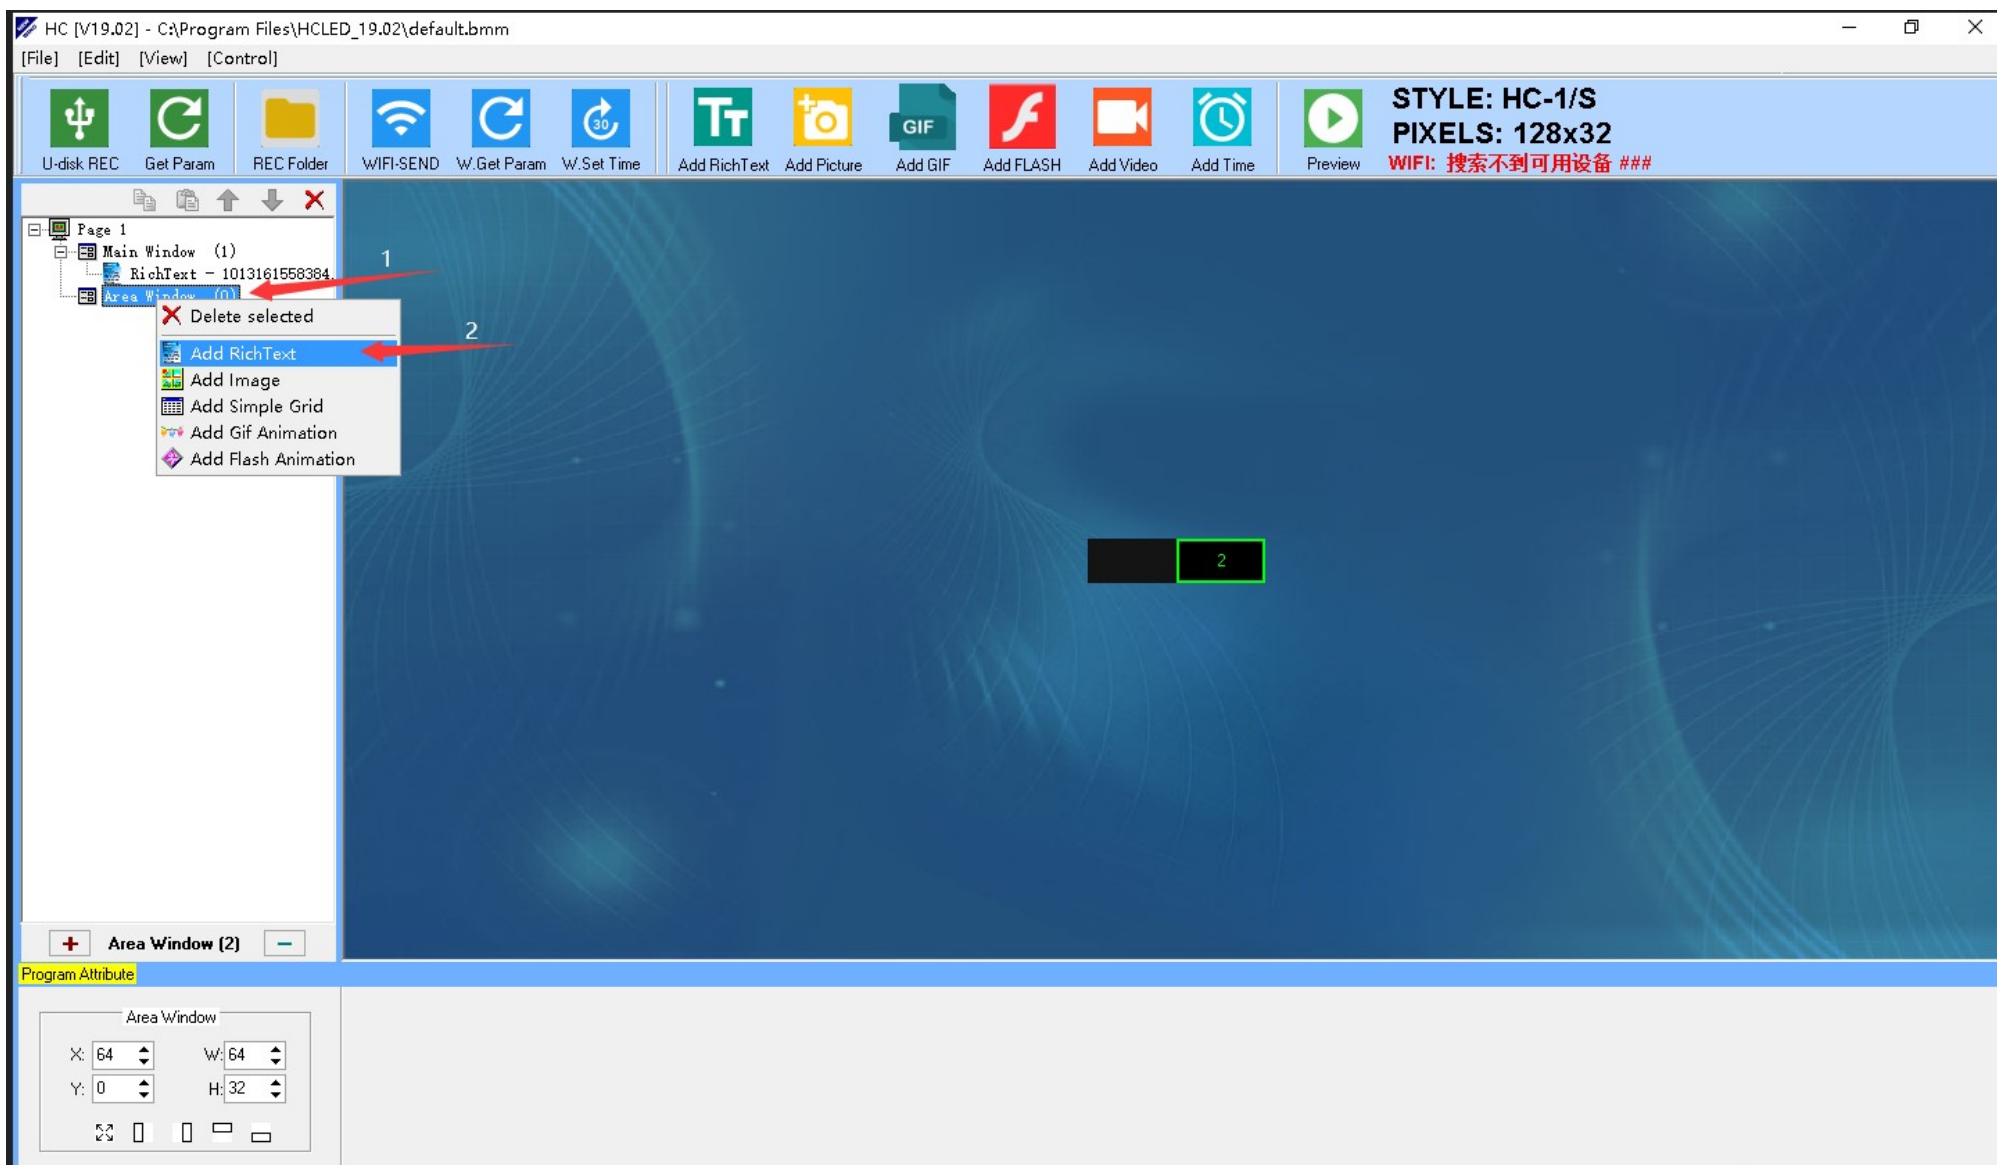 HC [V19.02] - C:\Program Files\HCLED_19.02\default.bmm
[File] [Edit] [View] [Control]
U-disk REC Get Param REC Folder WIFI-SEND W.Get Param 30 W.Set Time TT Add RichText Add Picture GIF Add GIF Add FLASH Add Video Add Time Preview
STYLE: HC-1/S
PIXELS: 128x32
WIFI: 搜索不到可用设备 ###
Page 1
Main Window (1)
RichText - 1013161558384.
Area Window (0)
1
Delete selected
2
Add RichText
Add Image
Add Simple Grid
Add Gif Animation
Add Flash Animation
2
Area Window (2)
Program Attribute
Area Window
X: 64 W: 64
Y: 0 H: 32